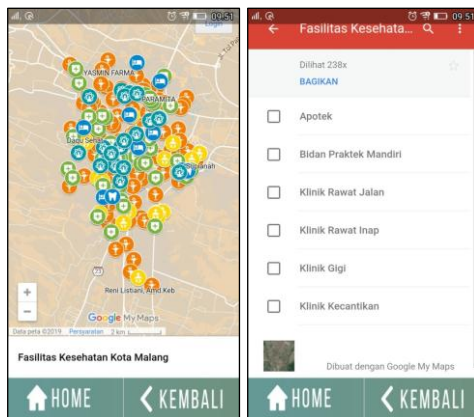 09.51
Login
YASMIN FARMA
PARAMITA
Dadu Sehat
23
Reni Listiani, Amd.Keb
+
−
Google My Maps
Data peta ©2019 Persyaratan 2 km
Fasilitas Kesehatan Kota Malang
HOME
KEMBALI
09.51
Fasilitas Kesehata...
Dilihat 238x
BAGIKAN
Apotek
Bidan Praktek Mandiri
Klinik Rawat Jalan
Klinik Rawat Inap
Klinik Gigi
Klinik Kecantikan
Dibuat dengan Google My Maps
HOME
KEMBALI